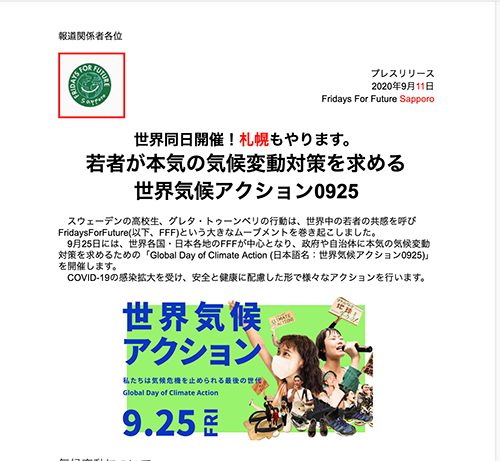 報道関係者各位
FRIDAYS FOR FUTURE
Sapporo
プレスリリース
2020年9月11日
Fridays For Future Sapporo
世界同日開催!札幌もやります。
若者が本気の気候変動対策を求める
世界気候アクション0925
スウェーデンの高校生、グレタ・トゥーンベリの行動は、世界中の若者の共感を呼び
FridaysForFuture(以下、FFF)という大きなムーブメントを巻き起こしました。
9月25日には、世界各国・日本各地のFFFが中心となり、政府や自治体に本気の気候変動
対策を求めるための「Global Day of Climate Action (日本語名:世界気候アクション0925)」
を開催します。
COVID-19の感染拡大を受け、安全と健康に配慮した形で様々なアクションを行います。
世界気候
アクション
私たちは気候危機を止められる最後の世代
Global Day of Climate Action
9.25 FRI